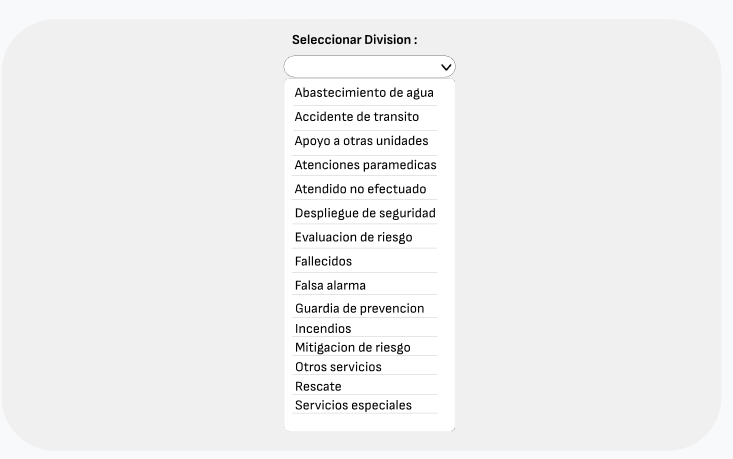 Seleccionar Division :
Abastecimiento de agua
Accidente de transito
Apoyo a otras unidades
Atenciones paramedicas
Atendido no efectuado
Despliegue de seguridad
Evaluacion de riesgo
Fallecidos
Falsa alarma
Guardia de prevencion
Incendios
Mitigacion de riesgo
Otros servicios
Rescate
Servicios especiales